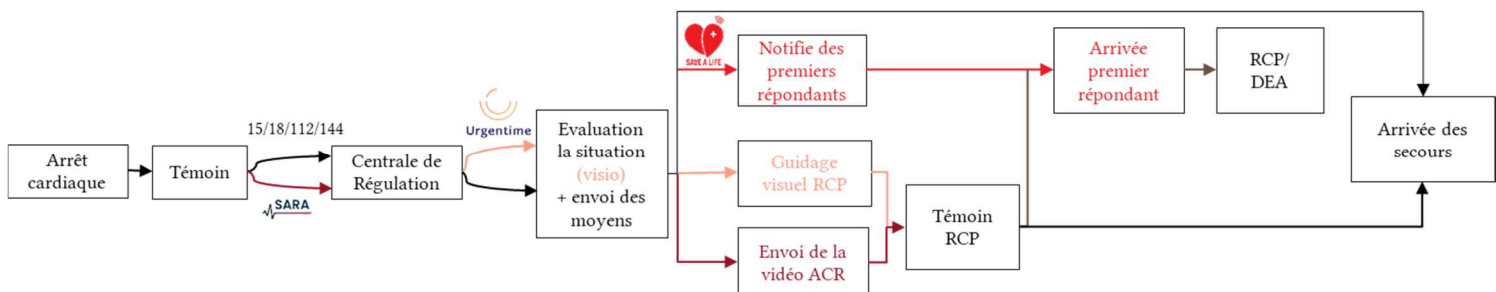 Arrêt
cardiaque
Témoin
15/18/112/144
SARA
Centrale de
Régulation
Urgentime
Evaluation
la situation
(visio)
+ envoi des
moyens
SAVE A LIFE
Notifie des
premiers
répondants
Guidage
visuel RCP
Envoi de la
vidéo ACR
Témoin
RCP
Arrivée
premier
répondant
RCP/
DEA
Arrivée des
secours